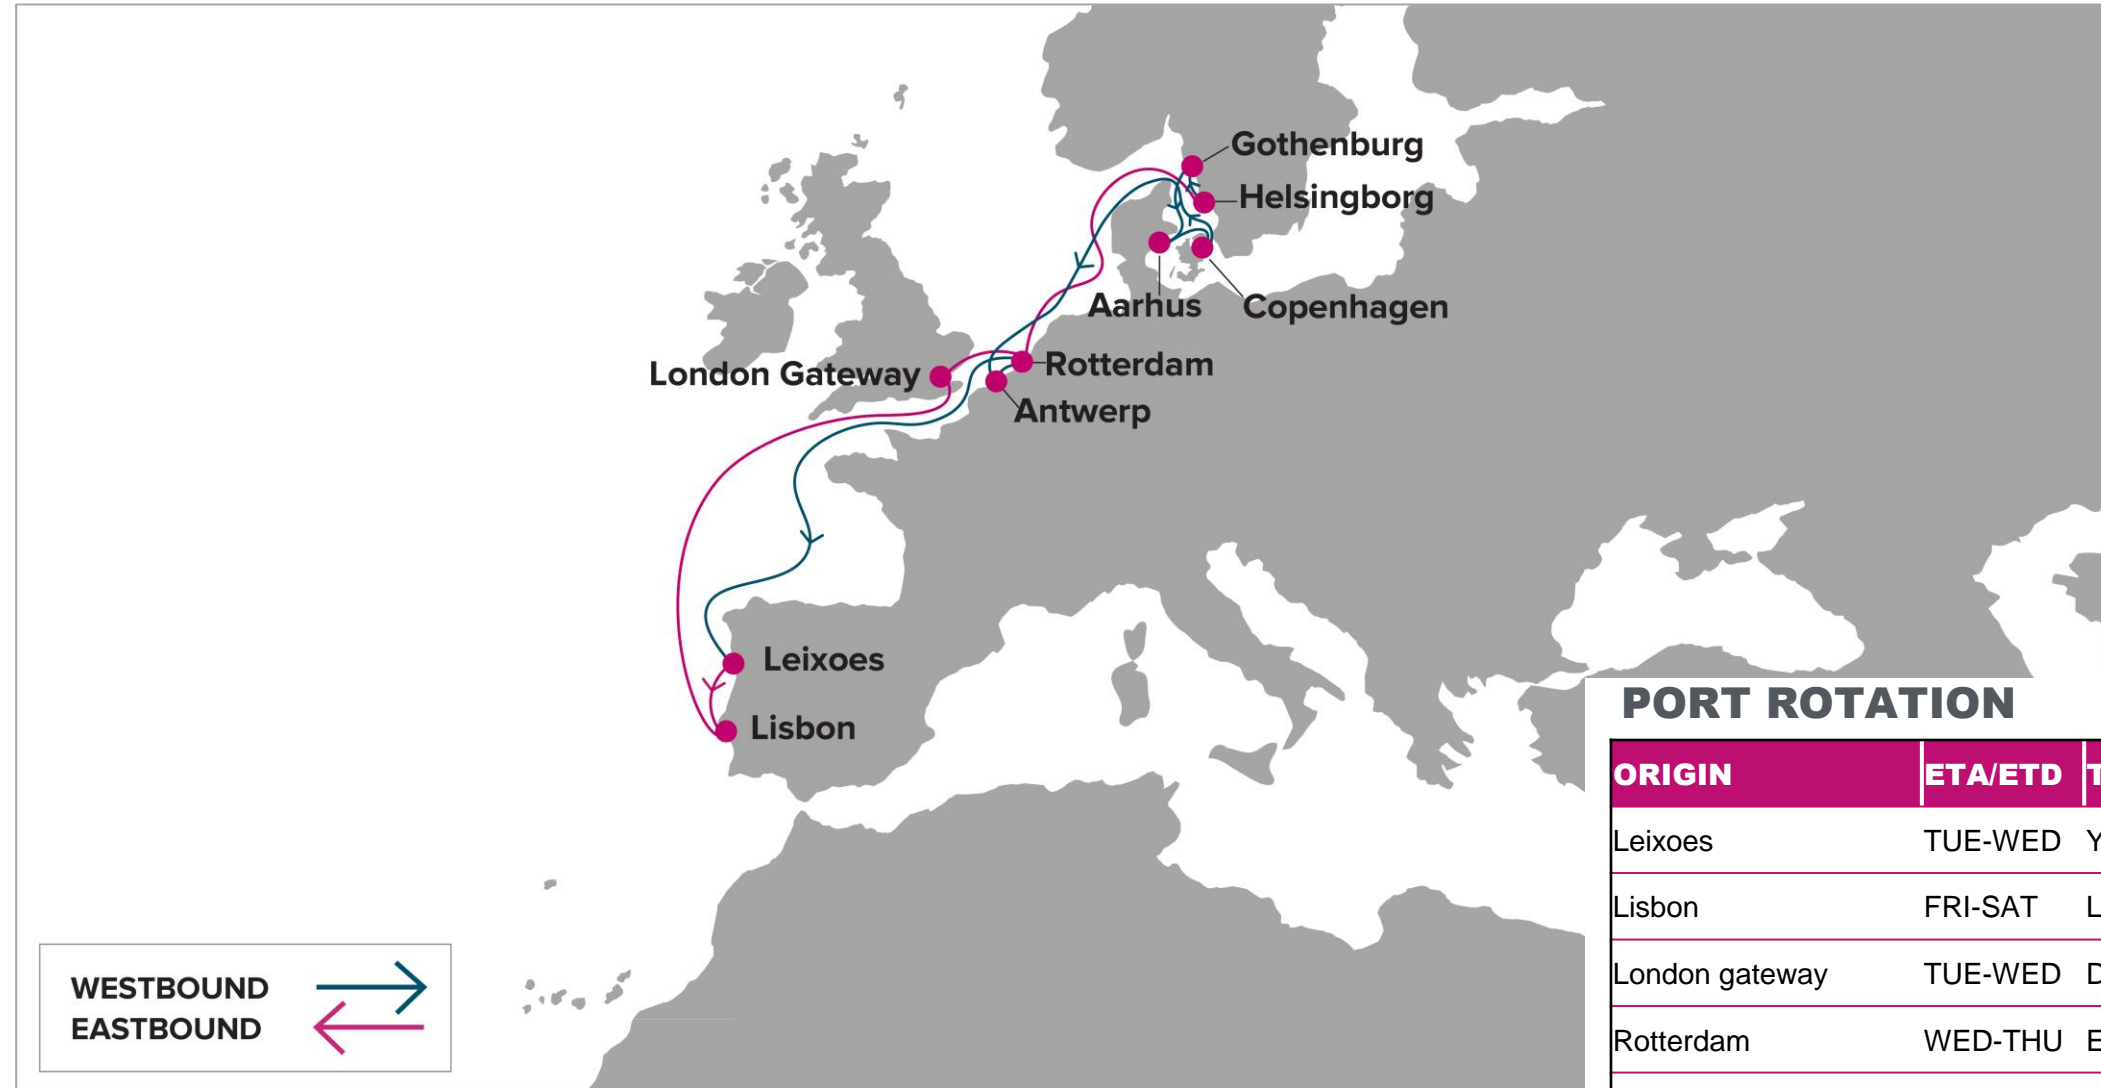 Gothenburg
Helsingborg
Aarhus
Copenhagen
London Gateway
Rotterdam
Antwerp
Leixoes
Lisbon
WESTBOUND
EASTBOUND
PORT ROTATION
ORIGIN ETA/ETD T
Leixoes TUE-WED Y
Lisbon FRI-SAT L
London gateway TUE-WED D
Rotterdam WED-THU E